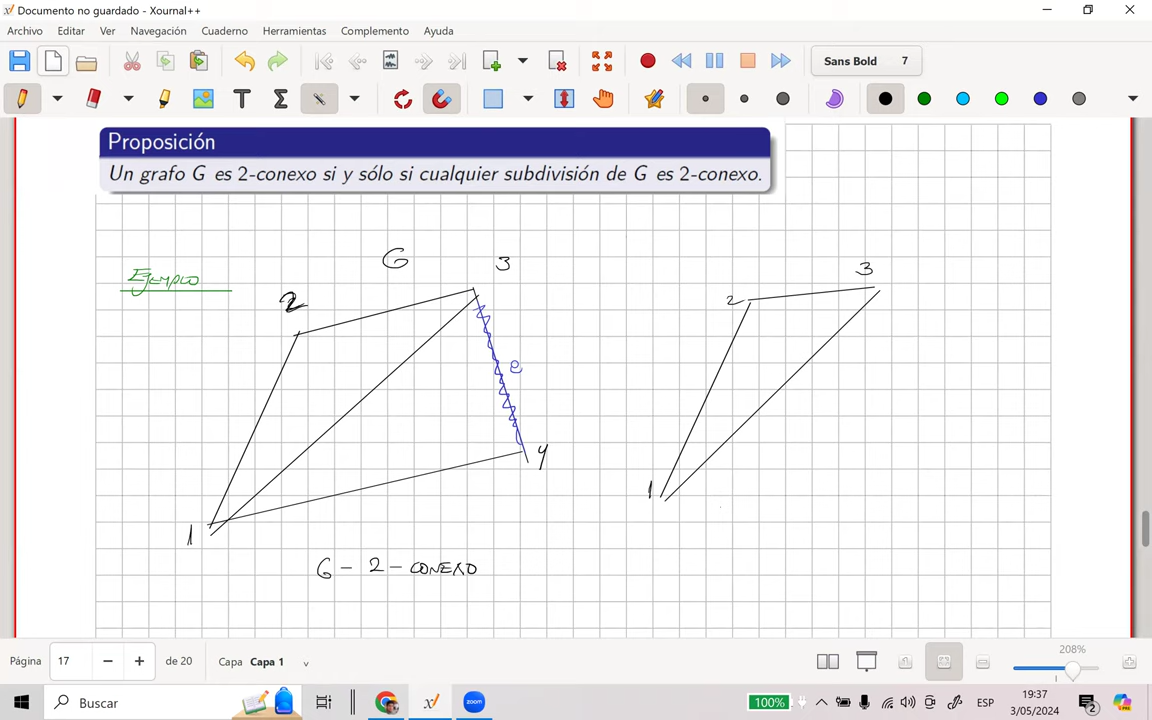 Documento no guardado - Xournal++
Archivo Editar Ver Navegación Cuaderno Herramientas Complemento Ayuda
Sans Bold 7
Proposición
Un grafo G es 2-conexo si y sólo si cualquier subdivisión de G es 2-conexo.
Ejemplo
G
3
2
e
4
1
G - 2 - CONEXO
3
2
1
Página 17 de 20 Capa Capa 1 208%
Buscar
100% ESP 19:37
3/05/2024 2